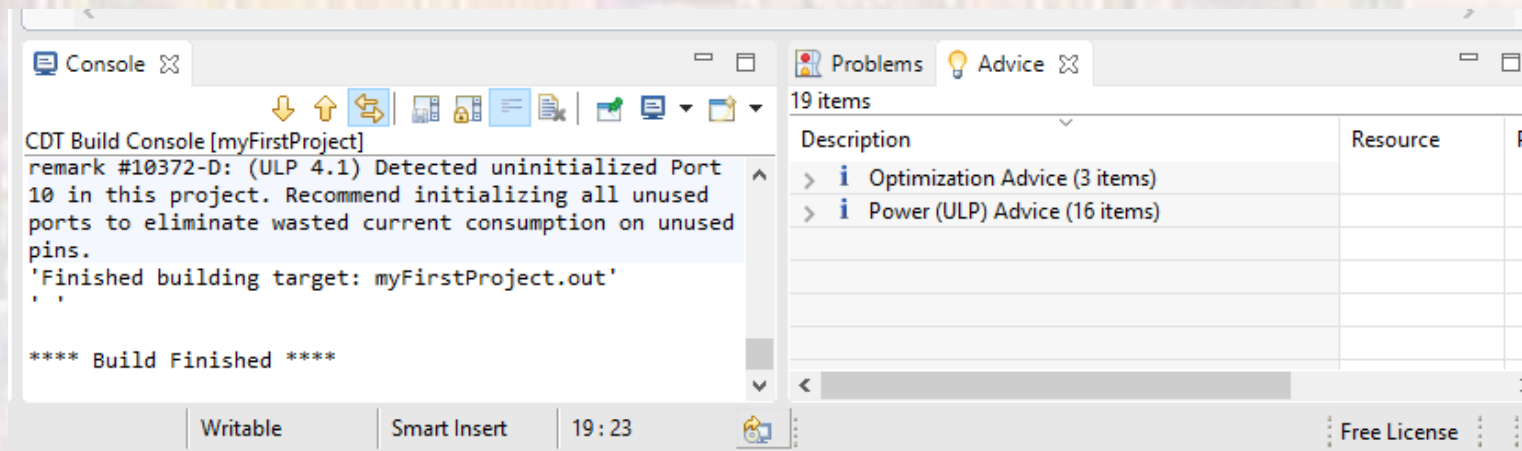 Console
CDT Build Console [myFirstProject]
remark #10372-D: (ULP 4.1) Detected uninitialized Port
10 in this project. Recommend initializing all unused
ports to eliminate wasted current consumption on unused
pins.
'Finished building target: myFirstProject.out'
' '
**** Build Finished ****
Problems Advice
19 items
Description Resource
i Optimization Advice (3 items)
i Power (ULP) Advice (16 items)
Writable Smart Insert 19 : 23 Free License